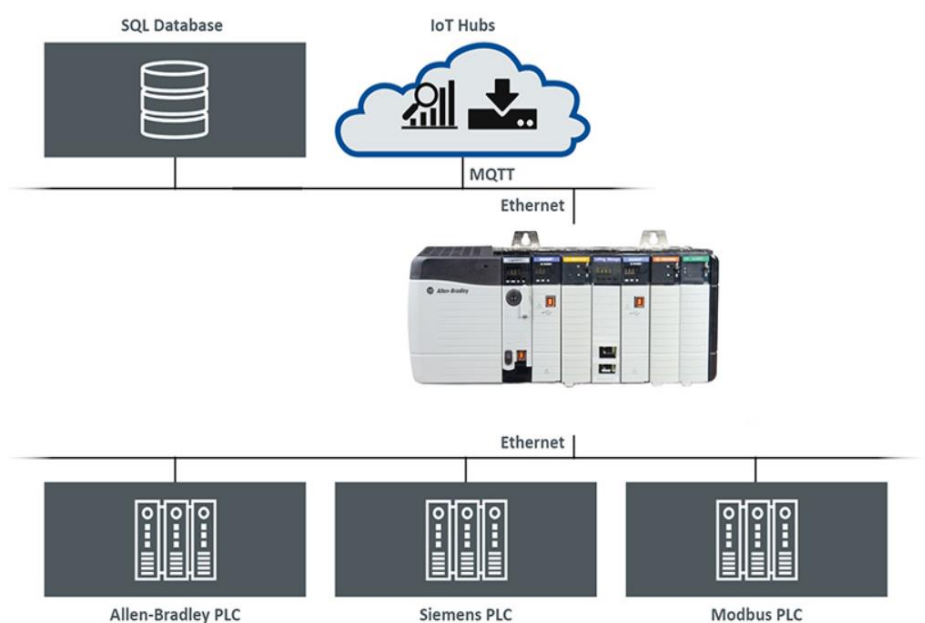 SQL Database
IoT Hubs
MQTT
Ethernet
Allen-Bradley
Ethernet
Allen-Bradley PLC
Siemens PLC
Modbus PLC